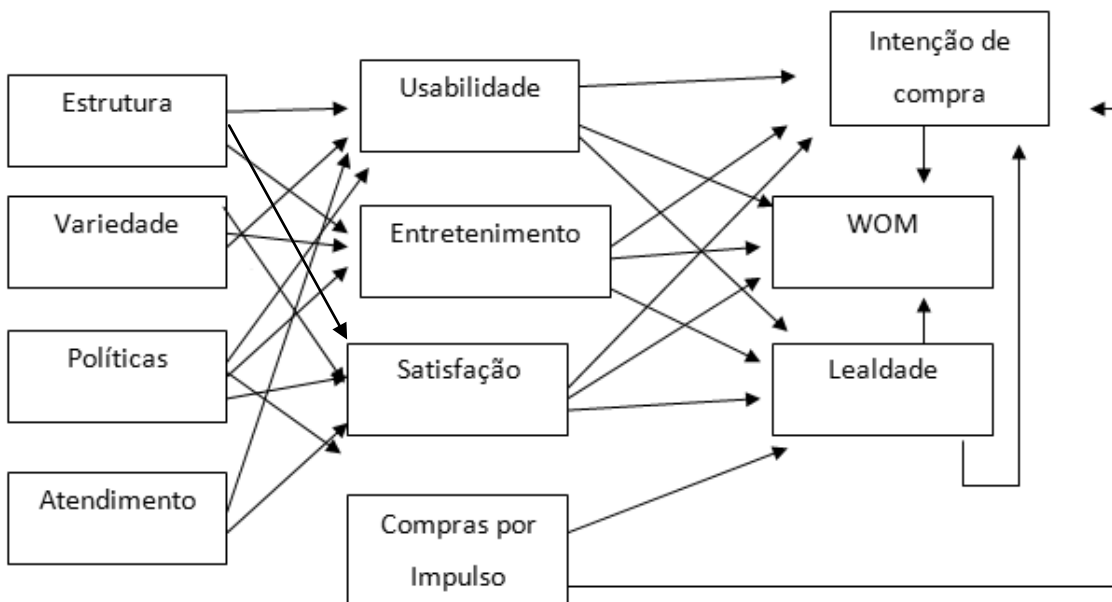 Estrutura
Variedade
Políticas
Atendimento
Usabilidade
Entretenimento
Satisfação
Compras por
Impulso
Intenção de
compra
WOM
Lealdade